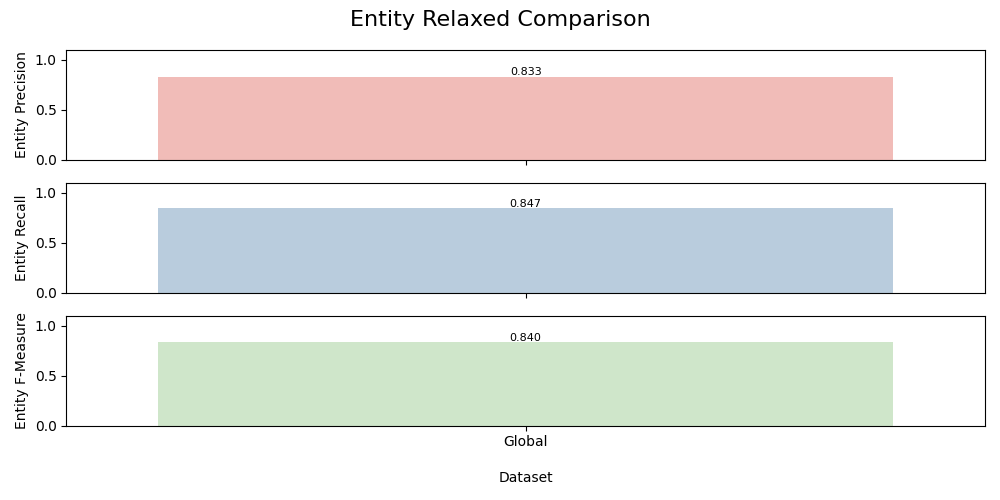 Entity Relaxed Comparison
Entity Precision
1.0
0.5
0.0
0.833
Entity Recall
1.0
0.5
0.0
0.847
Entity F-Measure
1.0
0.5
0.0
0.840
Global
Dataset